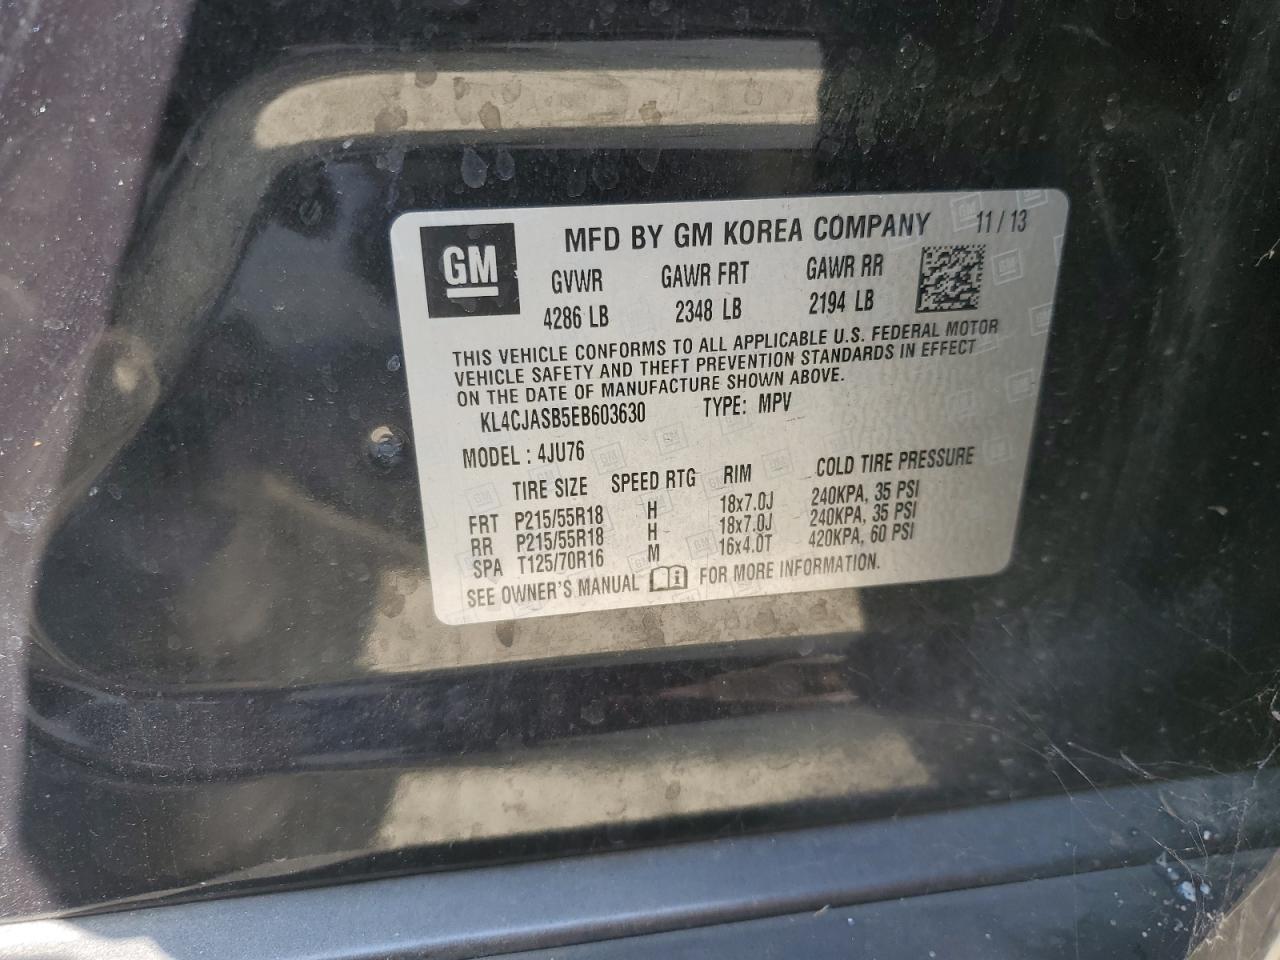 GM
MFD BY GM KOREA COMPANY 11 / 13
GVWR GAWR FRT GAWR RR
4286 LB 2348 LB 2194 LB
THIS VEHICLE CONFORMS TO ALL APPLICABLE U.S. FEDERAL MOTOR
VEHICLE SAFETY AND THEFT PREVENTION STANDARDS IN EFFECT
ON THE DATE OF MANUFACTURE SHOWN ABOVE.
KL4CJASB5EB603630 TYPE: MPV
MODEL : 4JU76
TIRE SIZE SPEED RTG RIM COLD TIRE PRESSURE
FRT P215/55R18 H 18x7.0J 240KPA, 35 PSI
RR P215/55R18 H 18x7.0J 240KPA, 35 PSI
SPA T125/70R16 M 16x4.0T 420KPA, 60 PSI
SEE OWNER'S MANUAL FOR MORE INFORMATION.